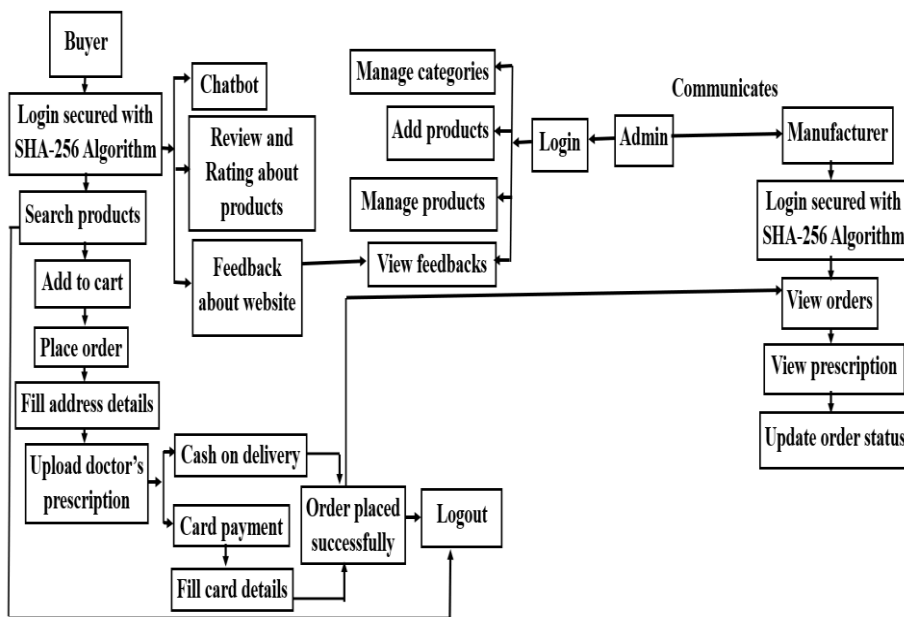 Buyer
Login secured with
SHA-256 Algorithm
Search products
Add to cart
Place order
Fill address details
Upload doctor's
prescription
Cash on delivery
Card payment
Fill card details
Order placed
successfully
Logout
Chatbot
Review and
Rating about
products
Feedback
about website
Manage categories
Add products
Manage products
View feedbacks
Login
Admin
Communicates
Manufacturer
Login secured with
SHA-256 Algorithm
View orders
View prescription
Update order status